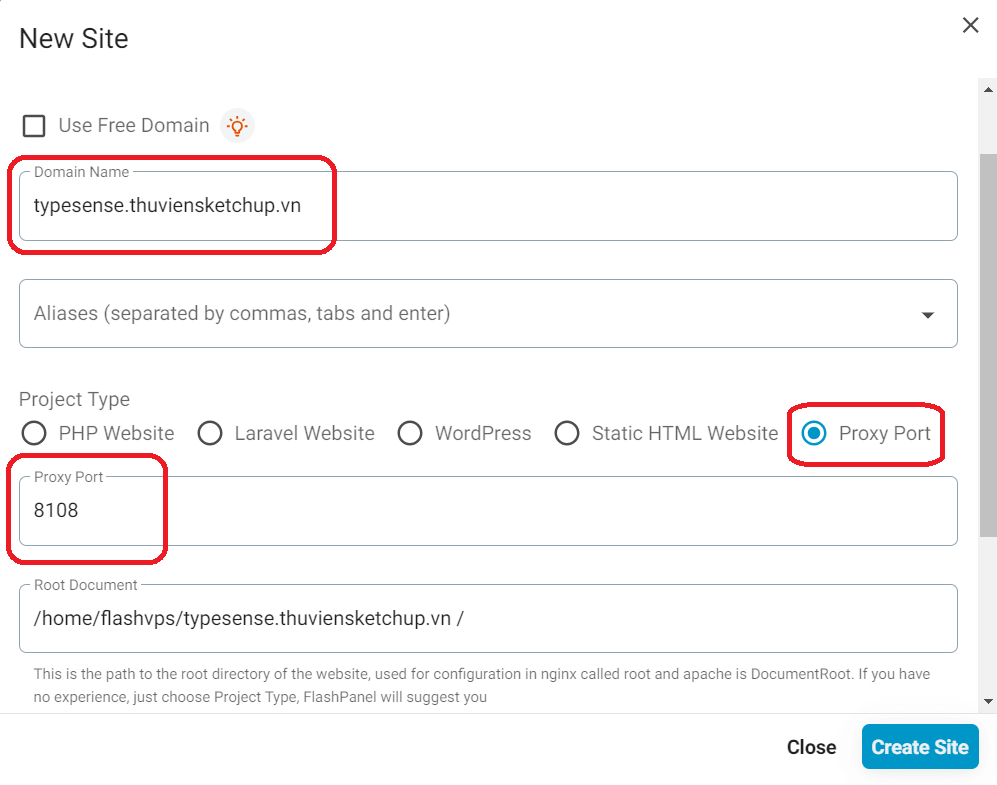 New Site
Use Free Domain
Domain Name
typesense.thuviensketchup.vn
Aliases (separated by commas, tabs and enter)
Project Type
PHP Website Laravel Website WordPress Static HTML Website Proxy Port
Proxy Port
8108
Root Document
/home/flashvps/typesense.thuviensketchup.vn /
This is the path to the root directory of the website, used for configuration in nginx called root and apache is DocumentRoot. If you have
no experience, just choose Project Type, FlashPanel will suggest you
Close Create Site